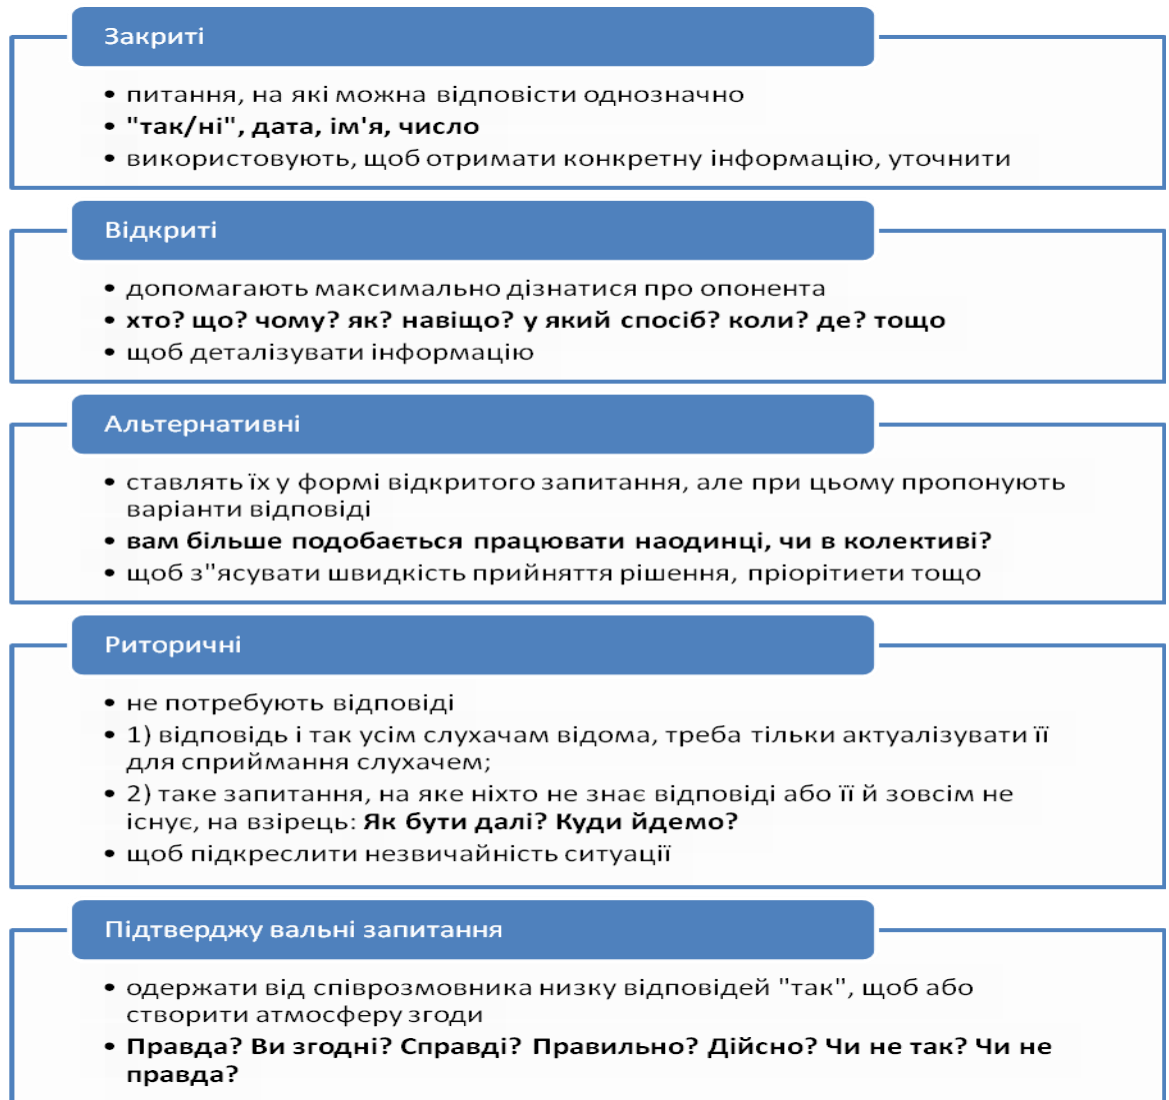 Закриті
• питання, на які можна відповісти однозначно
• "так/ні", дата, ім'я, число
• використовують, щоб отримати конкретну інформацію, уточнити
Відкриті
• допомагають максимально дізнатися про опонента
• хто? що? чому? як? навіщо? у який спосіб? коли? де? тощо
• щоб деталізувати інформацію
Альтернативні
• ставлять їх у формі відкритого запитання, але при цьому пропонують
варіанти відповіді
• вам більше подобається працювати наодинці, чи в колективі?
• щоб з"ясувати швидкість прийняття рішення, пріорітиети тощо
Риторичні
• не потребують відповіді
• 1) відповідь і так усім слухачам відома, треба тільки актуалізувати її
для сприймання слухачем;
• 2) таке запитання, на яке ніхто не знає відповіді або її й зовсім не
існує, на взірець: Як бути далі? Куди йдемо?
• щоб підкреслити незвичайність ситуації
Підтверджу вальні запитання
• одержати від співрозмовника низку відповідей "так", щоб або
створити атмосферу згоди
• Правда? Ви згодні? Справді? Правильно? Дійсно? Чи не так? Чи не
правда?